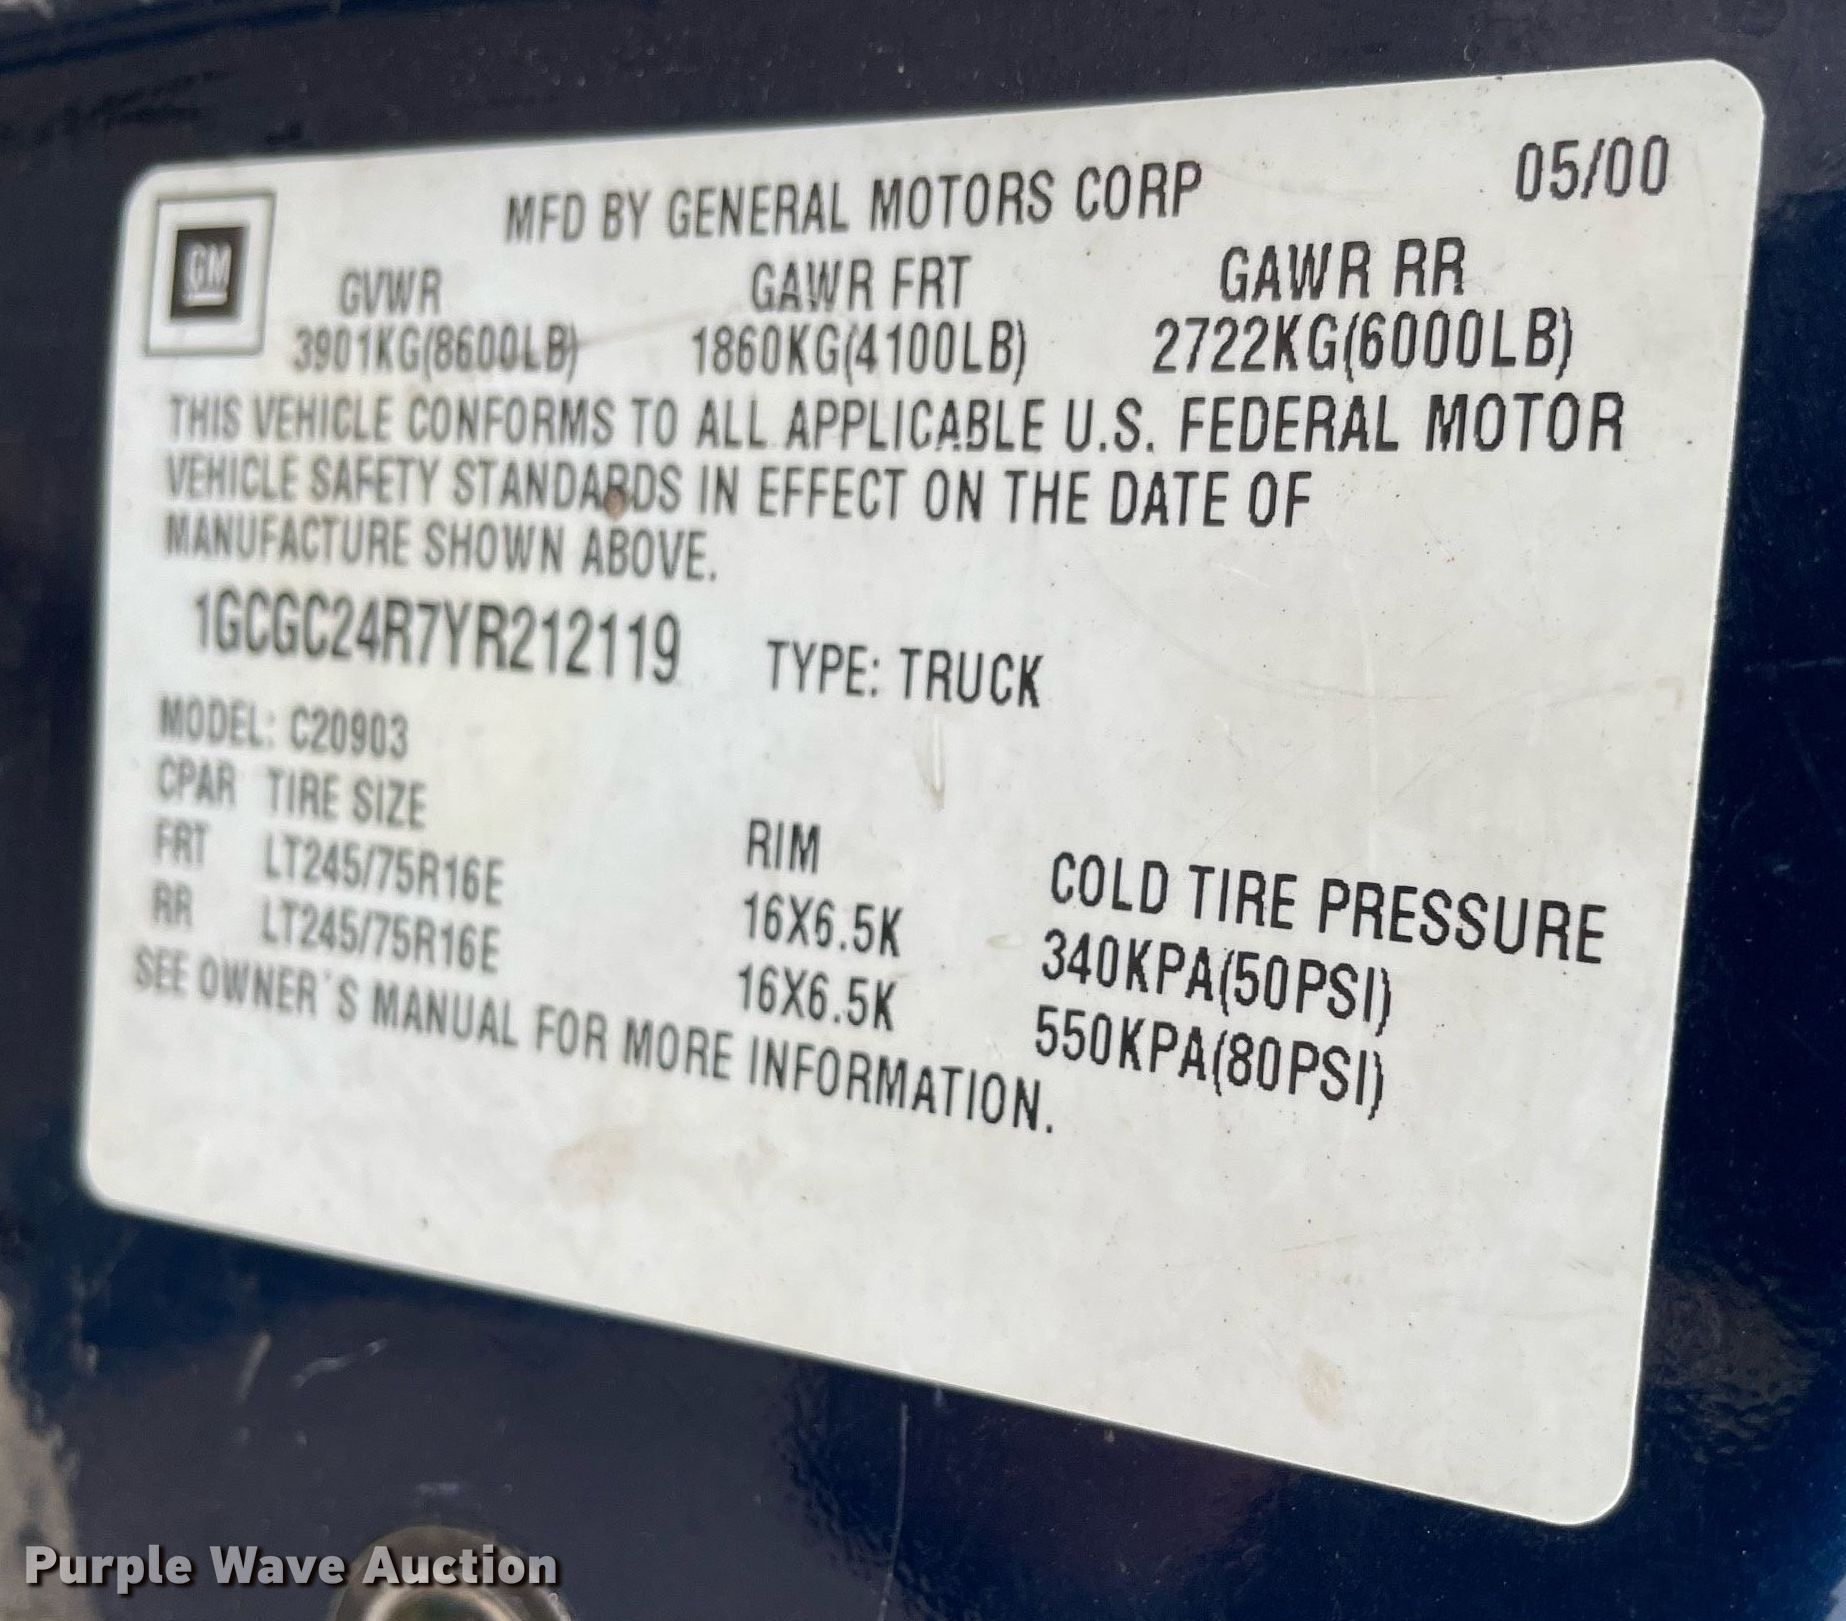 05/00
MFD BY GENERAL MOTORS CORP
GM
GVWR GAWR FRT GAWR RR
3901KG(8600LB) 1860KG(4100LB) 2722KG(6000LB)
THIS VEHICLE CONFORMS TO ALL APPLICABLE U.S. FEDERAL MOTOR
VEHICLE SAFETY STANDARDS IN EFFECT ON THE DATE OF
MANUFACTURE SHOWN ABOVE.
1GCGC24R7YR212119 TYPE: TRUCK
MODEL: C20903
CPAR TIRE SIZE RIM COLD TIRE PRESSURE
FRT LT245/75R16E 16X6.5K 340KPA(50PSI)
RR LT245/75R16E 16X6.5K 550KPA(80PSI)
SEE OWNER'S MANUAL FOR MORE INFORMATION.
Purple Wave Auction